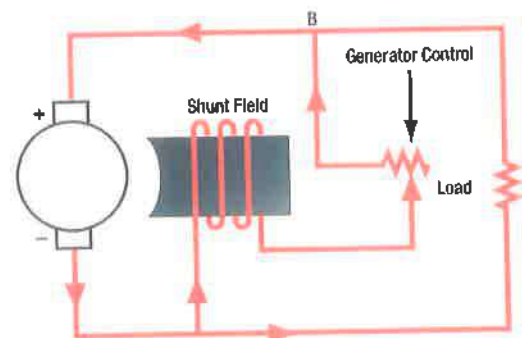 B
Generator Control
+
Shunt Field
Load
−